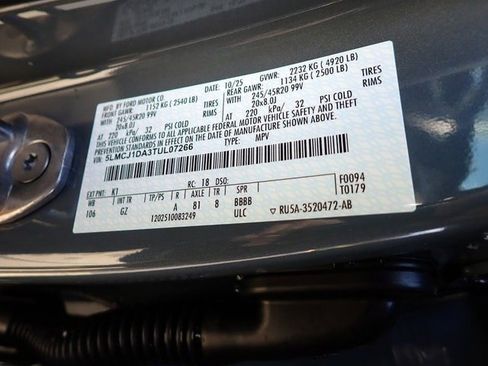 MFD. BY FORD MOTOR CO.
DATE: 10/25 GVWR: 2232 KG ( 4920 LB)
FRONT GAWR: 1152 KG ( 2540 LB)
REAR GAWR: 1134 KG ( 2500 LB)
245/45R20 99V TIRES
245/45R20 99V TIRES
20x8.0J RIMS
20x8.0J RIMS
AT 220 kPa/ 32 PSI COLD
AT 220 kPa/ 32 PSI COLD
THIS VEHICLE CONFORMS TO ALL APPLICABLE FEDERAL MOTOR VEHICLE SAFETY, BUMPER AND THEFT
PREVENTION STANDARDS IN EFFECT ON THE DATE OF MANUFACTURE SHOWN ABOVE.
VIN: 5LMCJ1DA3TUL07266
TYPE: MPV
F0094
T0179
EXT PNT: K1 RC: 18 DSO:
WB INT TR TP/PS R AXLE TR SPR
106 GZ A 81 8 BBBB
1202510083249 ULC
▽ RU5A-3520472-AB